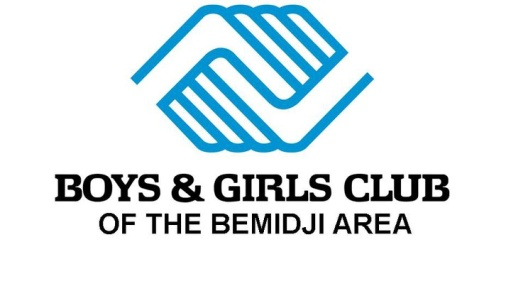 BOYS & GIRLS CLUB
OF THE BEMIDJI AREA